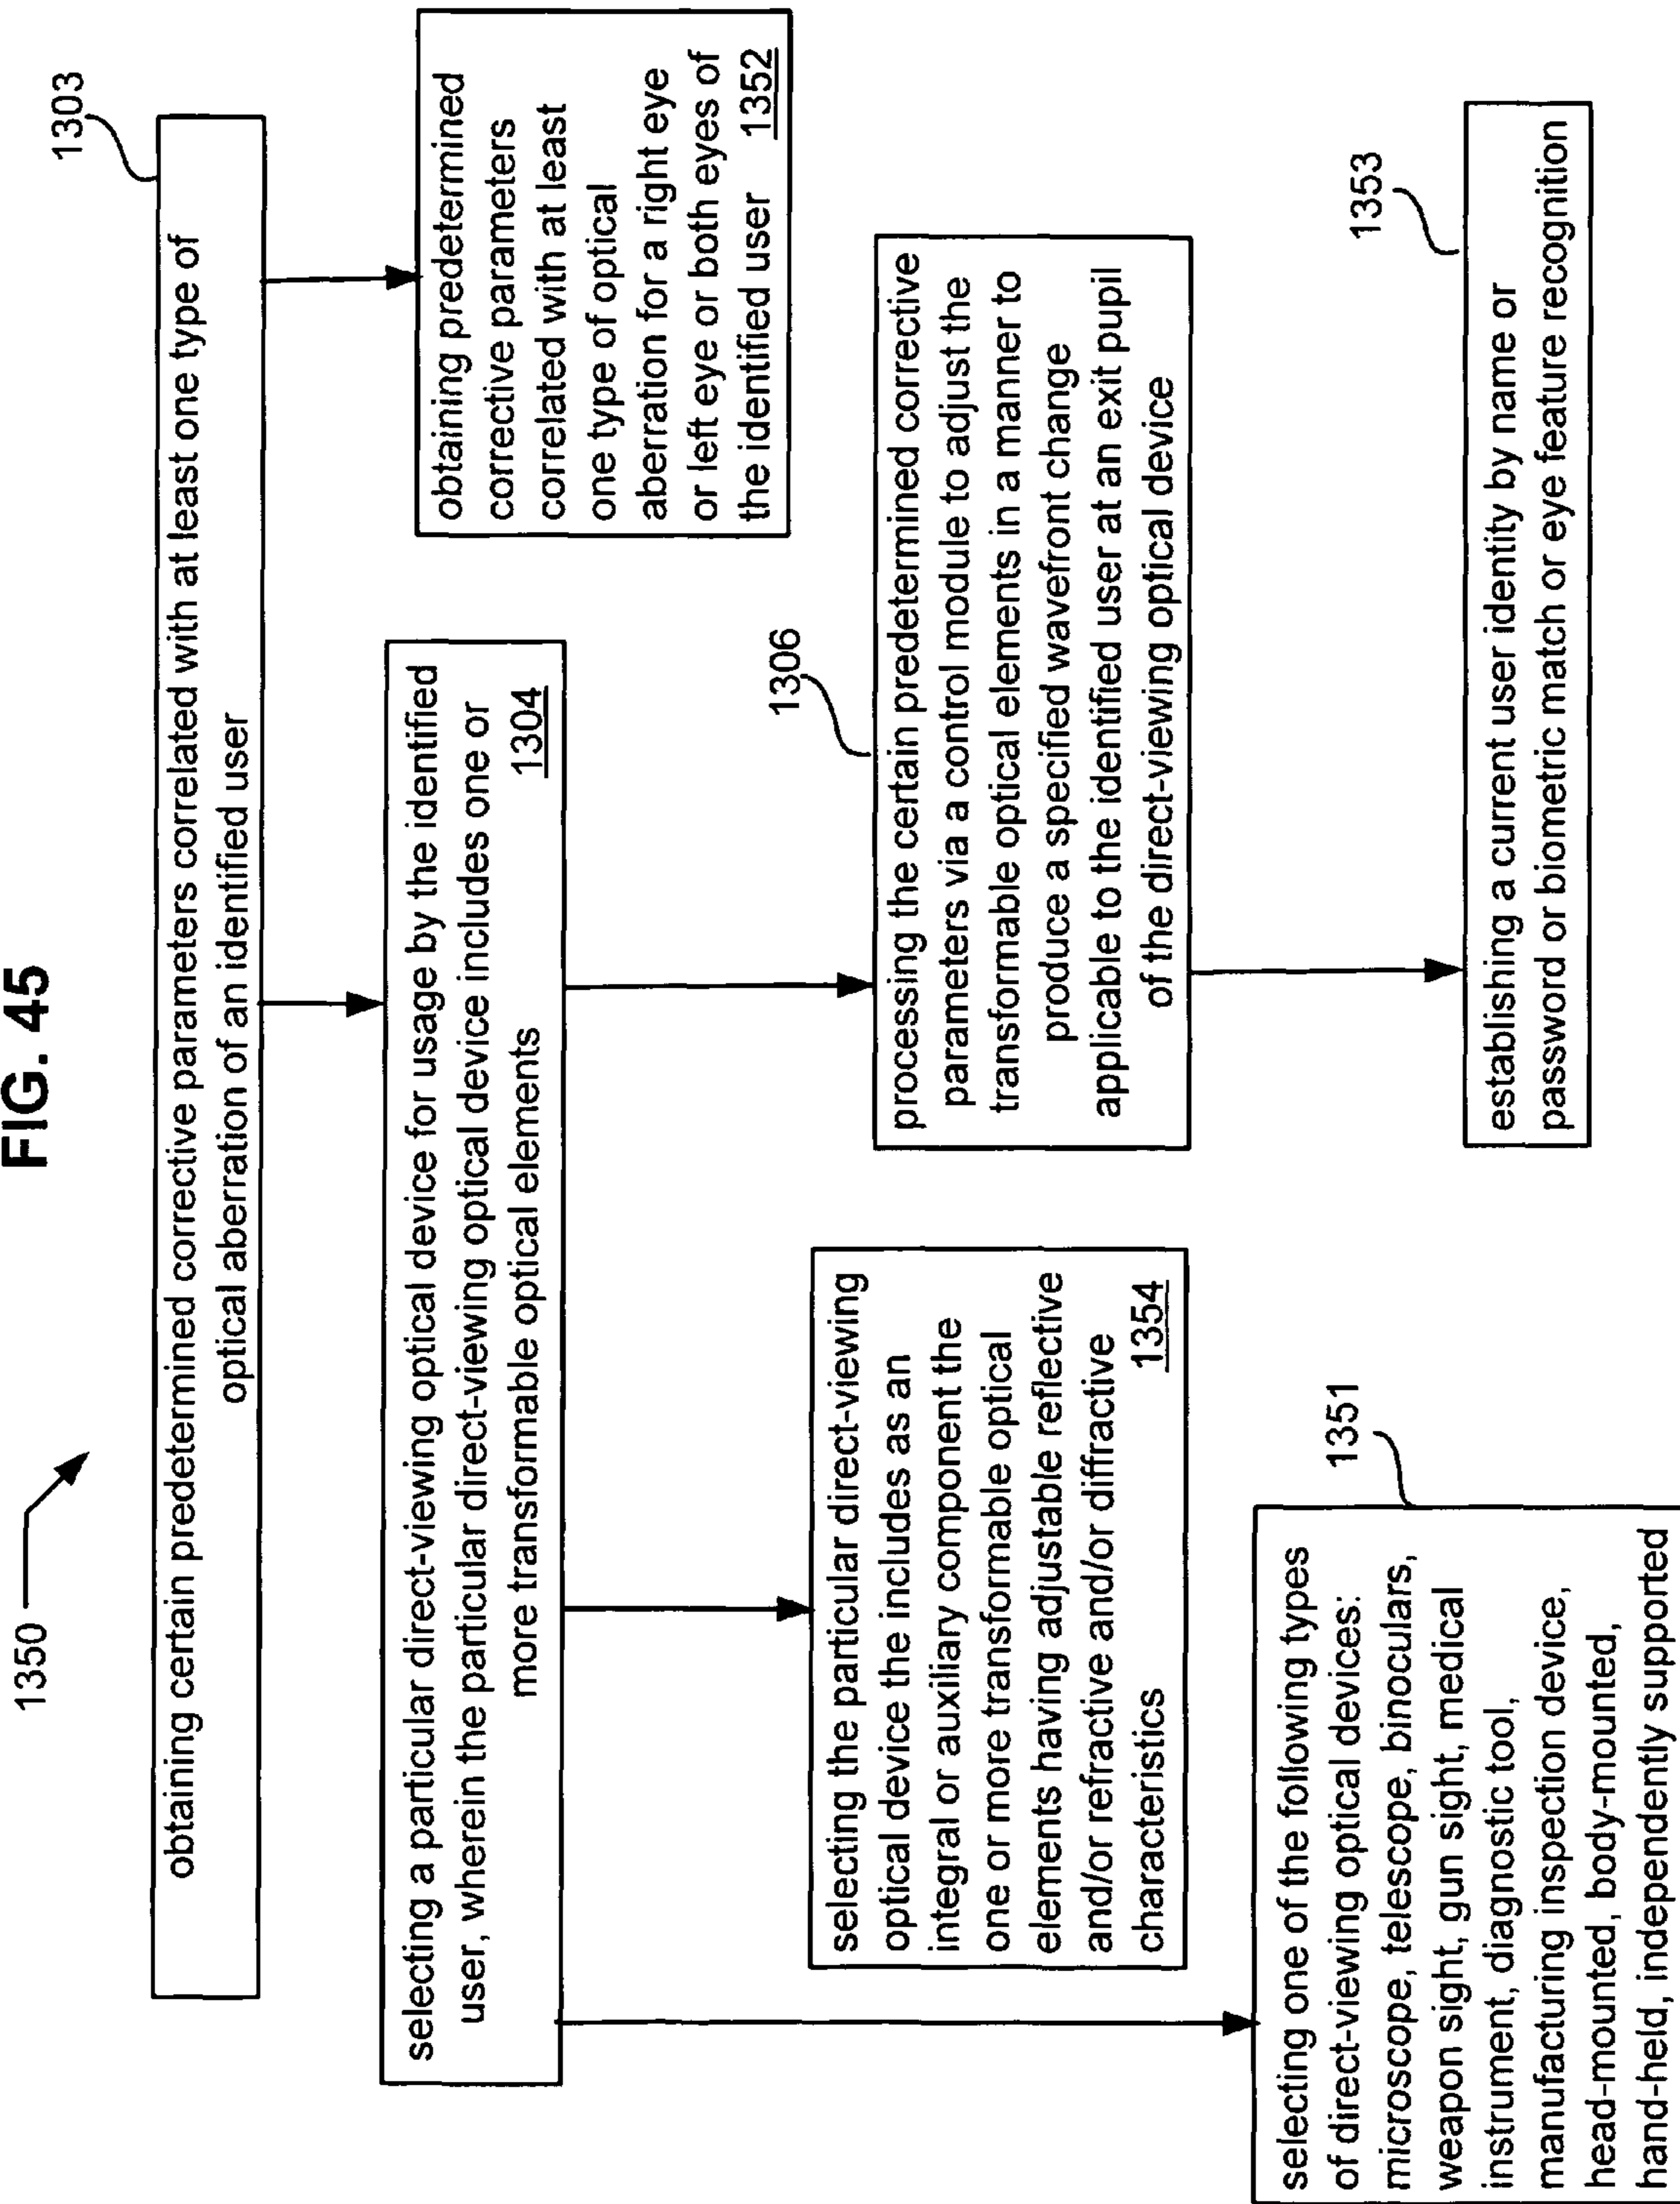 FIG. 45
1350
1303
obtaining certain predetermined corrective parameters correlated with at least one type of
optical aberration of an identified user
selecting a particular direct-viewing optical device for usage by the identified
user, wherein the particular direct-viewing optical device includes one or
more transformable optical elements
1304
obtaining predetermined
corrective parameters
correlated with at least
one type of optical
aberration for a right eye
or left eye or both eyes of
the identified user 1352
selecting the particular direct-viewing
optical device the includes as an
integral or auxiliary component the
one or more transformable optical
elements having adjustable reflective
and/or refractive and/or diffractive
characteristics 1354
1306
processing the certain predetermined corrective
parameters via a control module to adjust the
transformable optical elements in a manner to
produce a specified wavefront change
applicable to the identified user at an exit pupil
of the direct-viewing optical device
1351
selecting one of the following types
of direct-viewing optical devices:
microscope, telescope, binoculars,
weapon sight, gun sight, medical
instrument, diagnostic tool,
manufacturing inspection device,
head-mounted, body-mounted,
hand-held, independently supported
1353
establishing a current user identity by name or
password or biometric match or eye feature recognition